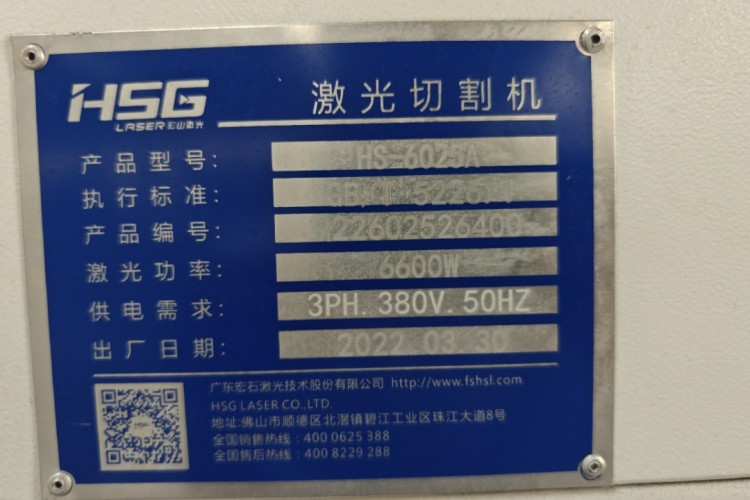 HSG
LASER 宏山激光
激光切割机
产品型号: HS-6025A
执行标准:
产品编号:
激光功率: 6600W
供电需求: 3PH.380V.50HZ
出厂日期: 2022.03.30
广东宏石激光技术股份有限公司 http://www.fshsl.com
HSG LASER CO.,LTD.
地址:佛山市顺德区北滘镇碧江工业区珠江大道8号
全国销售热线: 400 0625 388
全国售后热线: 400 8229 288